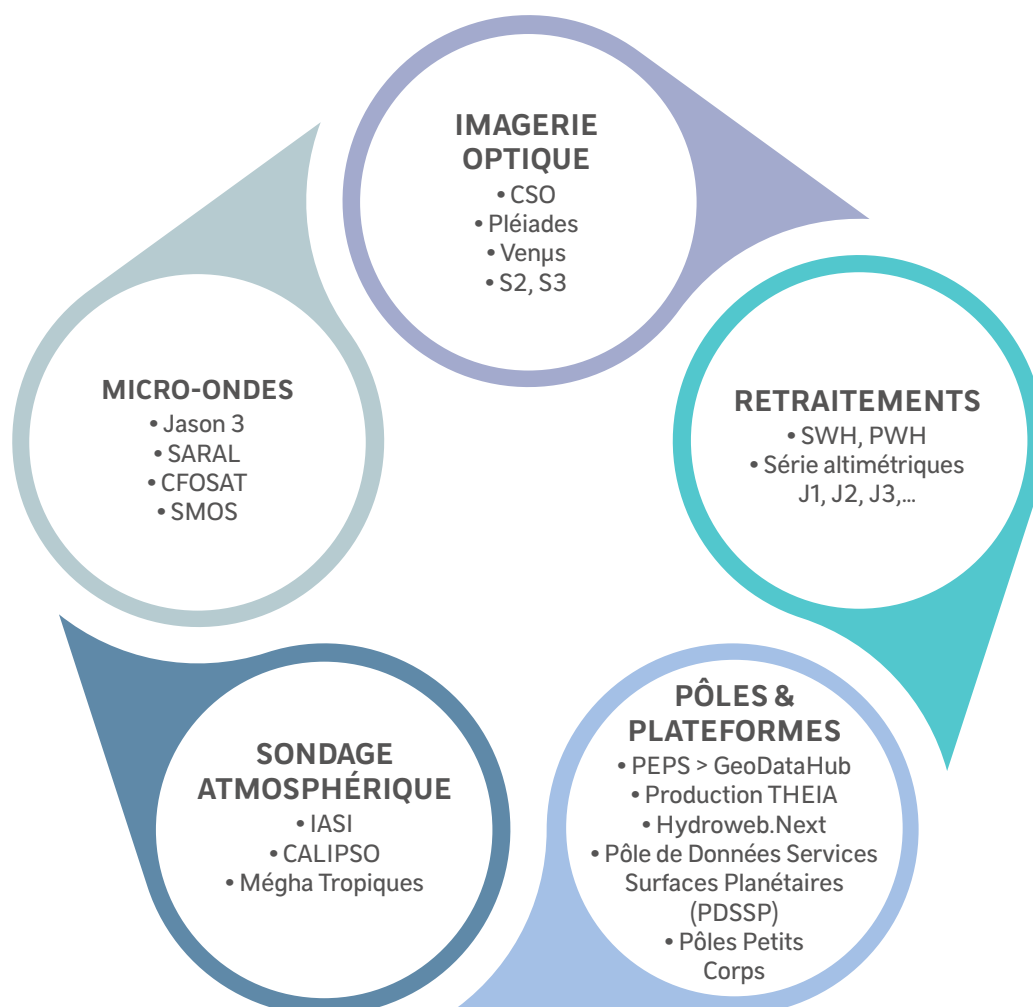 IMAGERIE
OPTIQUE
• CSO
• Pléiades
• Venµs
• S2, S3
MICRO-ONDES
• Jason 3
• SARAL
• CFOSAT
• SMOS
RETRAITEMENTS
• SWH, PWH
• Série altimétriques
J1, J2, J3,...
SONDAGE
ATMOSPHÉRIQUE
• IASI
• CALIPSO
• Mégha Tropiques
PÔLES &
PLATEFORMES
• PEPS > GeoDataHub
• Production THEIA
• Hydroweb.Next
• Pôle de Données Services
Surfaces Planétaires
(PDSSP)
• Pôles Petits
Corps